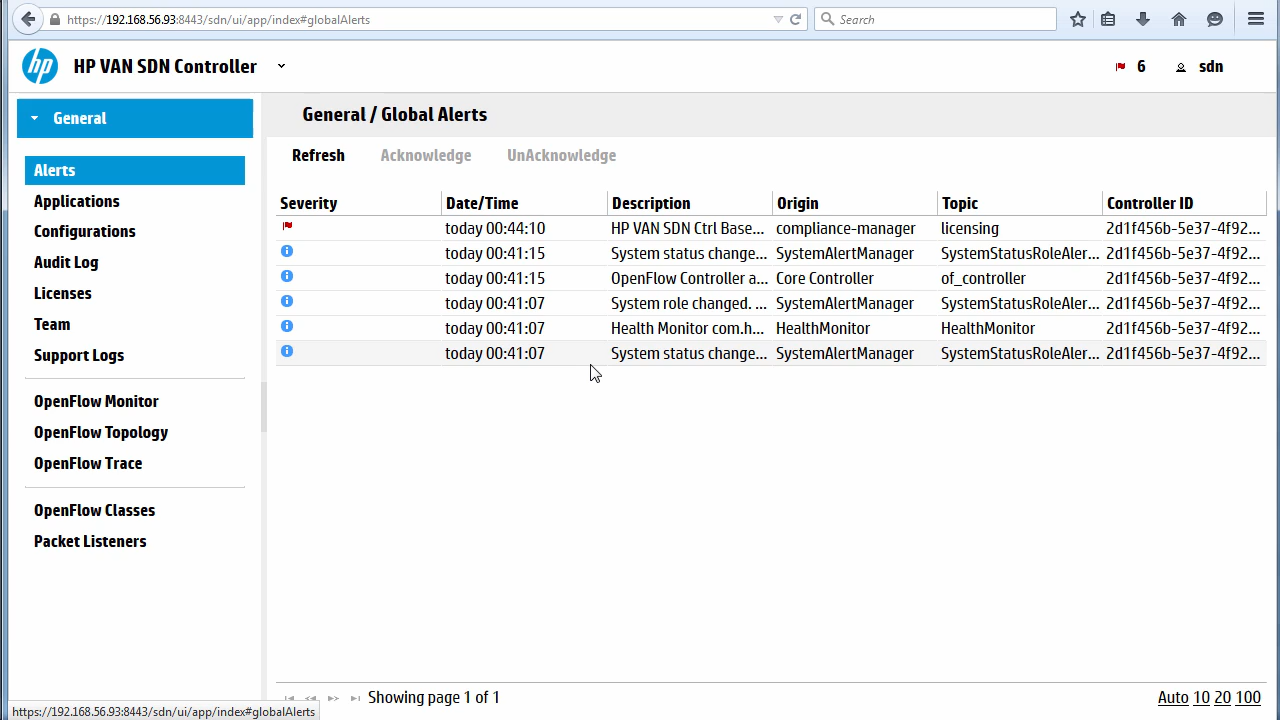 https://192.168.56.93:8443/sdn/ui/app/index#globalAlerts
Search
hp HP VAN SDN Controller
6 sdn
General
Alerts
Applications
Configurations
Audit Log
Licenses
Team
Support Logs
OpenFlow Monitor
OpenFlow Topology
OpenFlow Trace
OpenFlow Classes
Packet Listeners
General / Global Alerts
Refresh Acknowledge UnAcknowledge
Severity Date/Time Description Origin Topic Controller ID
today 00:44:10 HP VAN SDN Ctrl Base... compliance-manager licensing 2d1f456b-5e37-4f92...
today 00:41:15 System status change... SystemAlertManager SystemStatusRoleAler... 2d1f456b-5e37-4f92...
today 00:41:15 OpenFlow Controller a... Core Controller of_controller 2d1f456b-5e37-4f92...
today 00:41:07 System role changed. ... SystemAlertManager SystemStatusRoleAler... 2d1f456b-5e37-4f92...
today 00:41:07 Health Monitor com.h... HealthMonitor HealthMonitor 2d1f456b-5e37-4f92...
today 00:41:07 System status change... SystemAlertManager SystemStatusRoleAler... 2d1f456b-5e37-4f92...
Showing page 1 of 1
Auto 10 20 100
https://192.168.56.93:8443/sdn/ui/app/index#globalAlerts